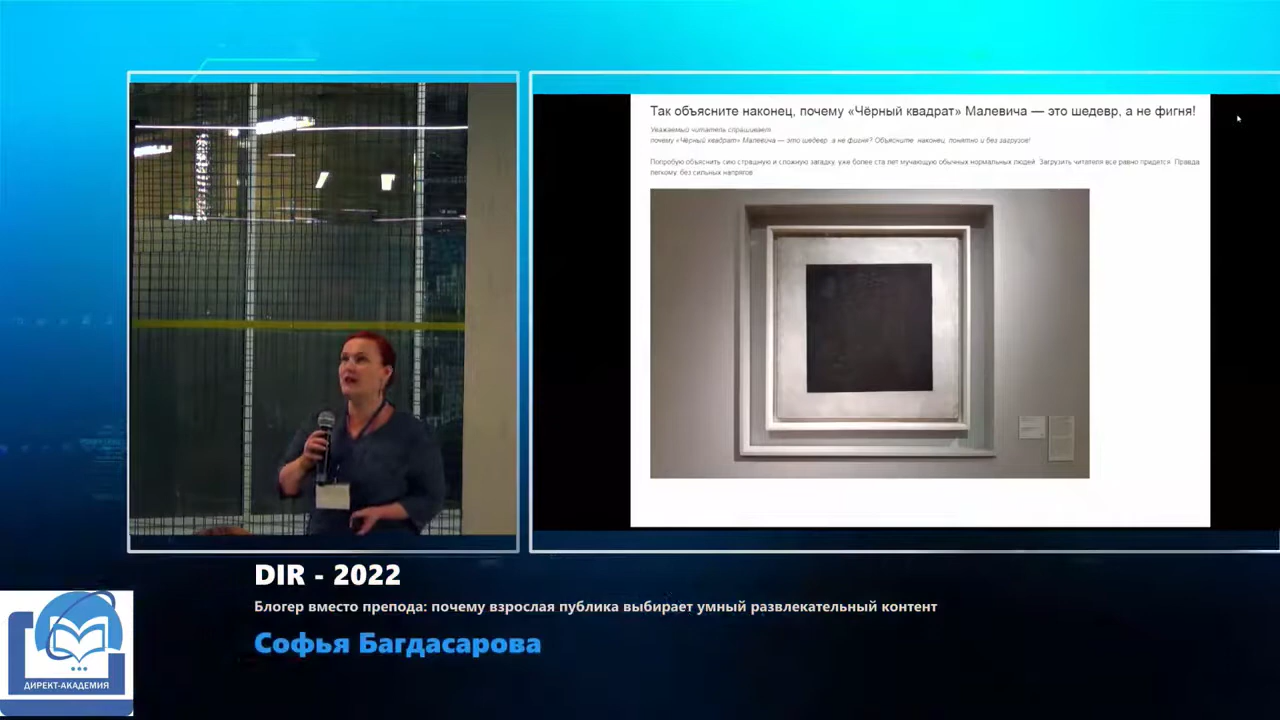 Так объясните наконец, почему «Чёрный квадрат» Малевича — это шедевр, а не фигня!
Уважаемый читатель спрашивает:
почему «Чёрный квадрат» Малевича — это шедевр, а не фигня? Объясните, наконец, понятно и без загрузов!
Попробую объяснить сию страшную и сложную загадку, уже более ста лет мучающую обычных нормальных людей. Загрузить читателя все равно придется. Правда
легкому, без сильных напрягов.
DIR - 2022
Блогер вместо препода: почему взрослая публика выбирает умный развлекательный контент
Софья Багдасарова
ДИРЕКТ-АКАДЕМИЯ